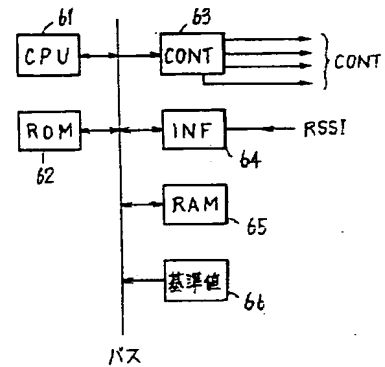 61
CPU
63
CONT
CONT
ROM
62
INF
64
RSSI
RAM
65
基準値
66
バス